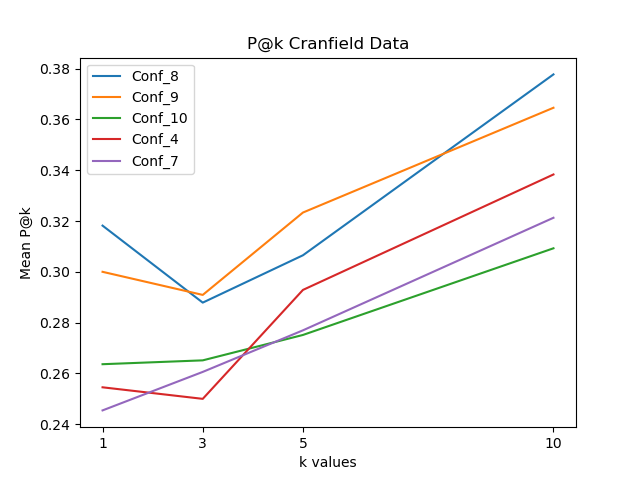 P@k Cranfield Data
Conf_8
Conf_9
Conf_10
Conf_4
Conf_7
Mean P@k
0.38
0.36
0.34
0.32
0.30
0.28
0.26
0.24
1 3 5 10
k values